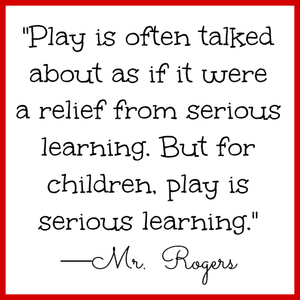 "Play is often talked
about as if it were
a relief from serious
learning. But for
children, play is
serious learning."
—Mr. Rogers